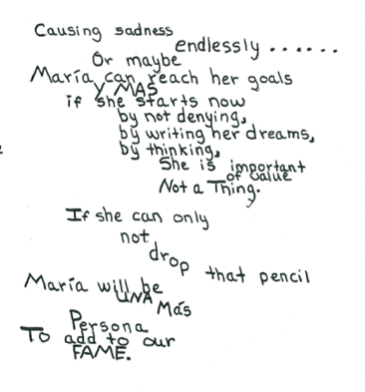 Causing sadness
endlessly......
Or maybe
María can reach her goals
Y MAS
if she starts now
by not denying,
by writing her dreams,
by thinking,
She is important
of value
Not a Thing.
If she can only
not
drop that pencil
María will be
UNA Más
Persona
To add to our
FAME.